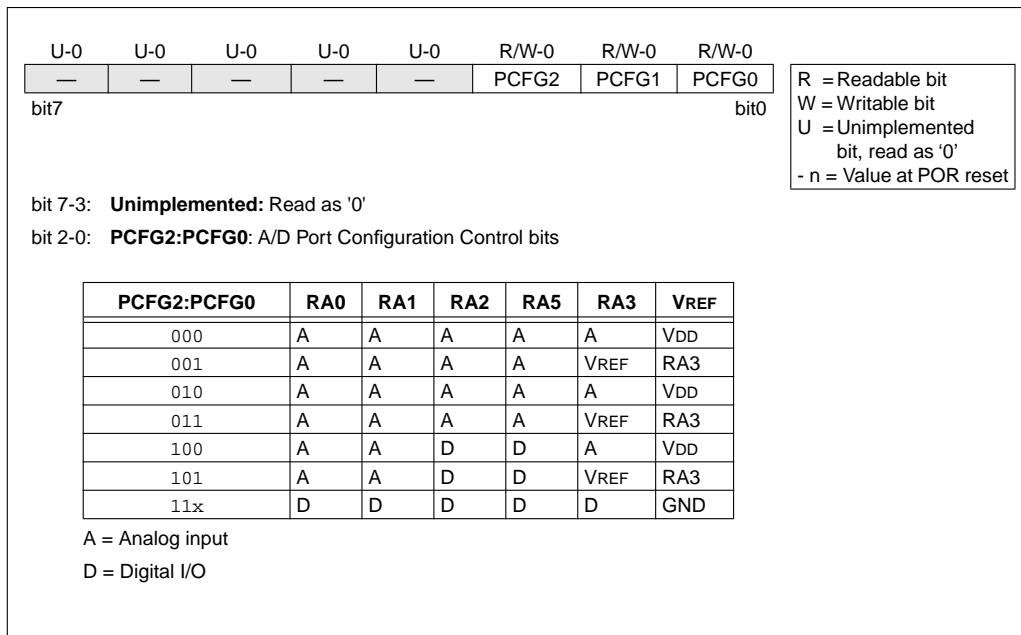 U-0 U-0 U-0 U-0 U-0 R/W-0 R/W-0 R/W-0
— — — — — PCFG2 PCFG1 PCFG0
bit7 bit0
R = Readable bit
W = Writable bit
U = Unimplemented
bit, read as ‘0’
- n = Value at POR reset
bit 7-3: Unimplemented: Read as '0'
bit 2-0: PCFG2:PCFG0: A/D Port Configuration Control bits
PCFG2:PCFG0 RA0 RA1 RA2 RA5 RA3 VREF
000 A A A A A VDD
001 A A A A VREF RA3
010 A A A A A VDD
011 A A A A VREF RA3
100 A A D D A VDD
101 A A D D VREF RA3
11x D D D D D GND
A = Analog input
D = Digital I/O